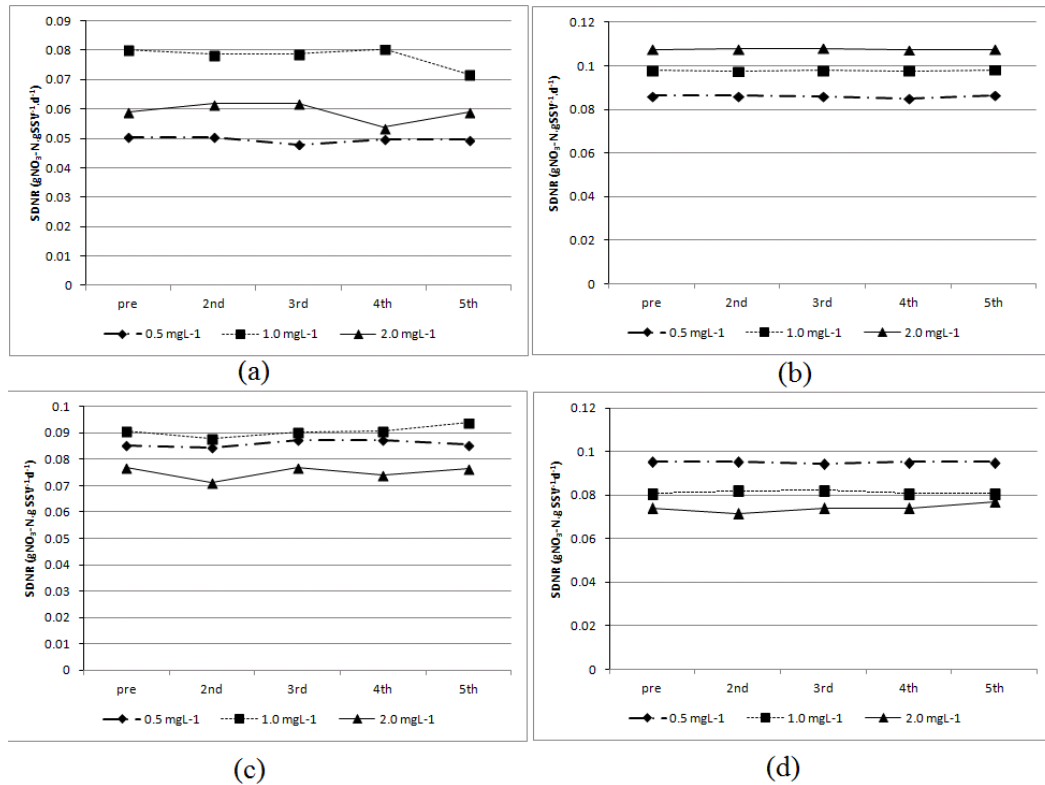 0.09
0.08
0.07
0.06
0.05
0.04
0.03
0.02
0.01
0
SDNR (gNO₃-N.gSSV⁻¹.d⁻¹)
pre 2nd 3rd 4th 5th
0.5 mgL-1 1.0 mgL-1 2.0 mgL-1
(a)
0.12
0.1
0.08
0.06
0.04
0.02
0
SDNR (gNO₃-N.gSSV⁻¹.d⁻¹)
pre 2nd 3rd 4th 5th
0.5 mgL-1 1.0 mgL-1 2.0 mgL-1
(b)
0.1
0.09
0.08
0.07
0.06
0.05
0.04
0.03
0.02
0.01
0
SDNR (gNO₃-N.g SSV⁻¹d⁻¹)
pre 2nd 3rd 4th 5th
0.5 mgL-1 1.0 mgL-1 2.0 mgL-1
(c)
0.12
0.1
0.08
0.06
0.04
0.02
0
SDNR (gNO₃-N.g SSV⁻¹d⁻¹)
pre 2nd 3rd 4th 5th
0.5 mgL-1 1.0 mgL-1 2.0 mgL-1
(d)